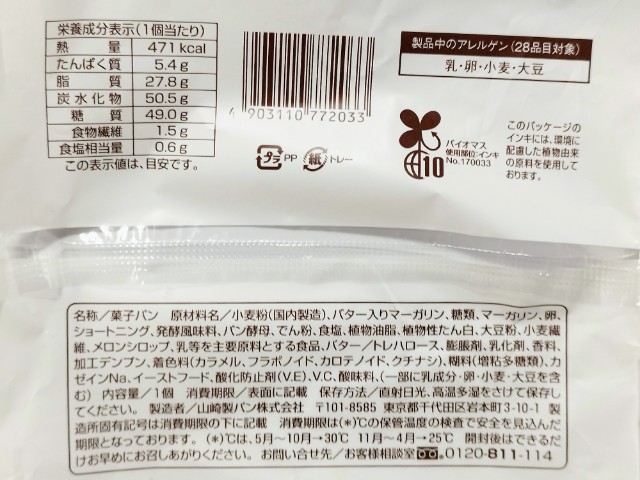 栄養成分表示(1個当たり)
熱量 471kcal
たんぱく質 5.4g
脂質 27.8g
炭水化物 50.5g
糖質 49.0g
食物繊維 1.5g
食塩相当量 0.6g
この表示値は、目安です。
4 903110 772033
プラ PP 紙 トレー
製品中のアレルゲン(28品目対象)
乳・卵・小麦・大豆
10
バイオマス
使用部位:インキ
No.170033
このパッケージの
インキには、環境に
配慮した植物由来
の原料を使用して
おります。
名称/菓子パン 原材料名/小麦粉(国内製造)、バター入りマーガリン、糖類、マーガリン、卵、
ショートニング、発酵風味料、パン酵母、でん粉、食塩、植物油脂、植物性たん白、大豆粉、小麦繊
維、メロンシロップ、乳等を主要原料とする食品、バター/トレハロース、膨脹剤、乳化剤、香料、
加工デンプン、着色料(カラメル、フラボノイド、カロテノイド、クチナシ)、糊料(増粘多糖類)、カ
ゼインNa、イーストフード、酸化防止剤(V.E)、V.C、酸味料、(一部に乳成分・卵・小麦・大豆を含
む) 内容量/1個 消費期限/表面に記載 保存方法/直射日光、高温多湿をさけて保存し
てください。 製造者/山崎製パン株式会社 〒101-8585 東京都千代田区岩本町3-10-1 製
造所固有記号は消費期限の下に記載 消費期限は(*)℃の保管温度の検査で安全を見込んだ
期限となっております。 (*)℃は、5月~10月→30℃ 11月~4月→25℃ 開封後はできるだ
けお早めにお召しあがりください。 お問い合せ先/お客様相談室 0120-811-114